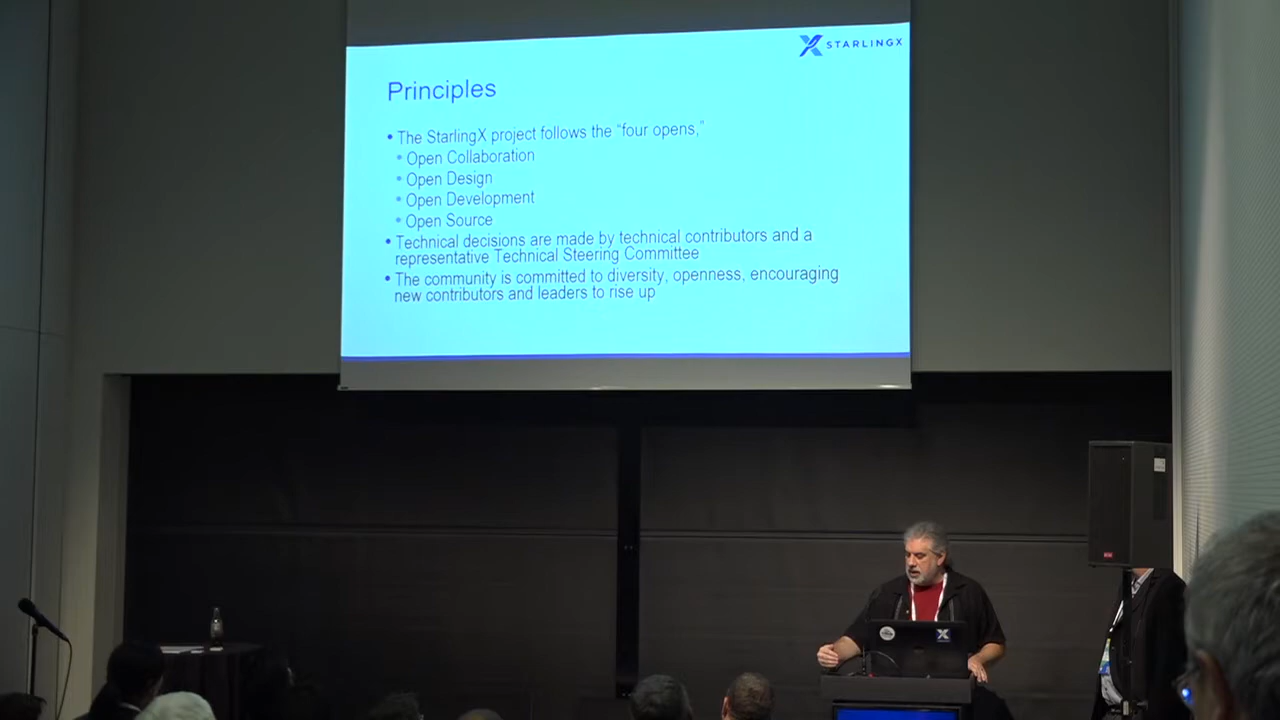 STARLINGX
Principles
• The StarlingX project follows the “four opens,”
• Open Collaboration
• Open Design
• Open Development
• Open Source
• Technical decisions are made by technical contributors and a
representative Technical Steering Committee
• The community is committed to diversity, openness, encouraging
new contributors and leaders to rise up